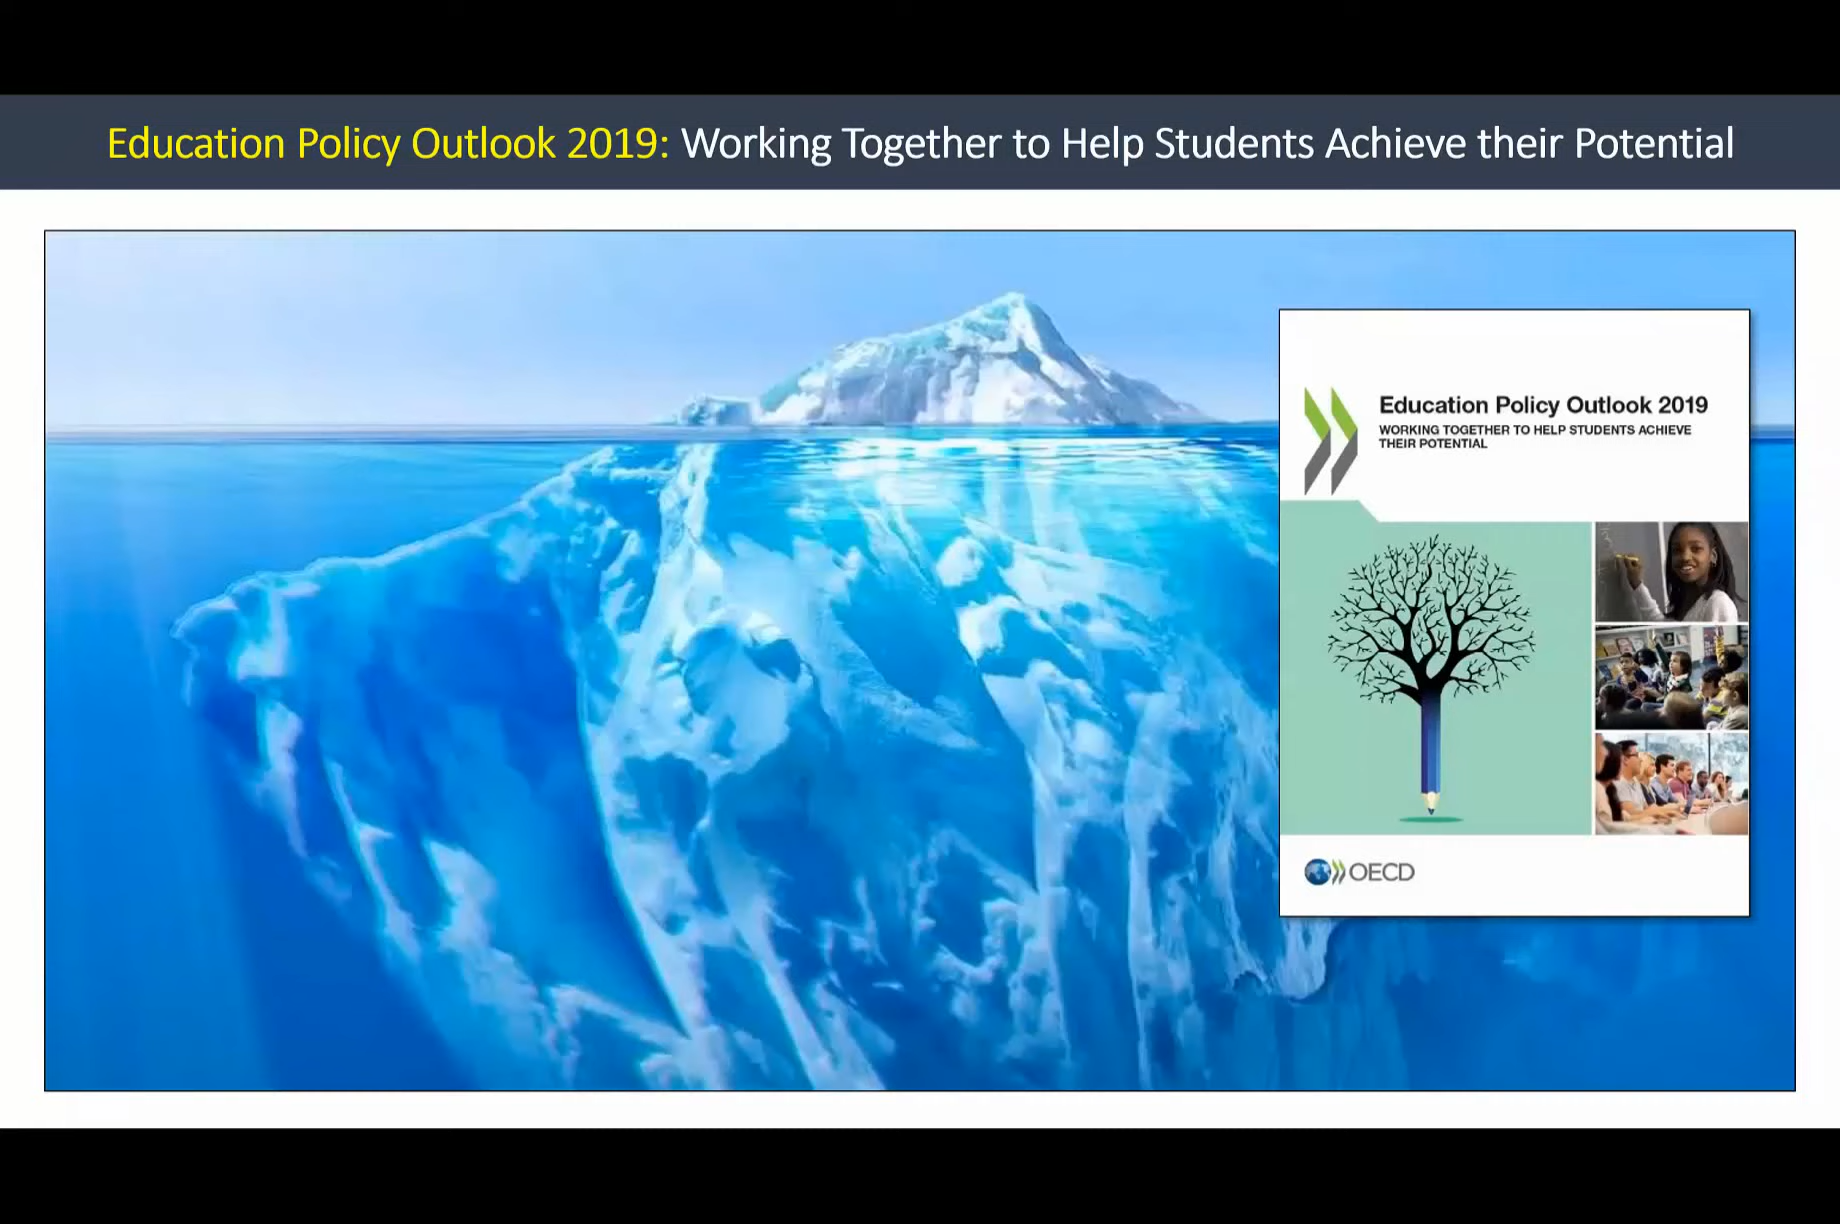 Education Policy Outlook 2019: Working Together to Help Students Achieve their Potential
Education Policy Outlook 2019
WORKING TOGETHER TO HELP STUDENTS ACHIEVE
THEIR POTENTIAL
OECD